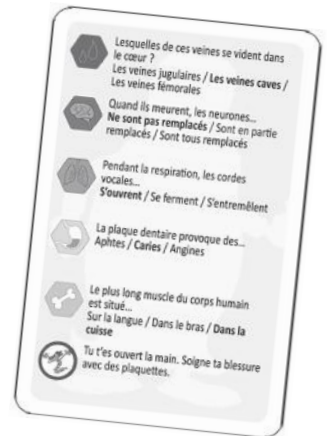 Lesquelles de ces veines se vident dans
le cœur ?
Les veines jugulaires / Les veines caves /
Les veines fémorales
Quand ils meurent, les neurones...
Ne sont pas remplacés / Sont en partie
remplacés / Sont tous remplacés
Pendant la respiration, les cordes
vocales...
S'ouvrent / Se ferment / S'entremêlent
La plaque dentaire provoque des...
Aphtes / Caries / Angines
Le plus long muscle du corps humain
est situé...
Sur la langue / Dans le bras / Dans la
cuisse
Tu t'es ouvert la main. Soigne ta blessure
avec des plaquettes.